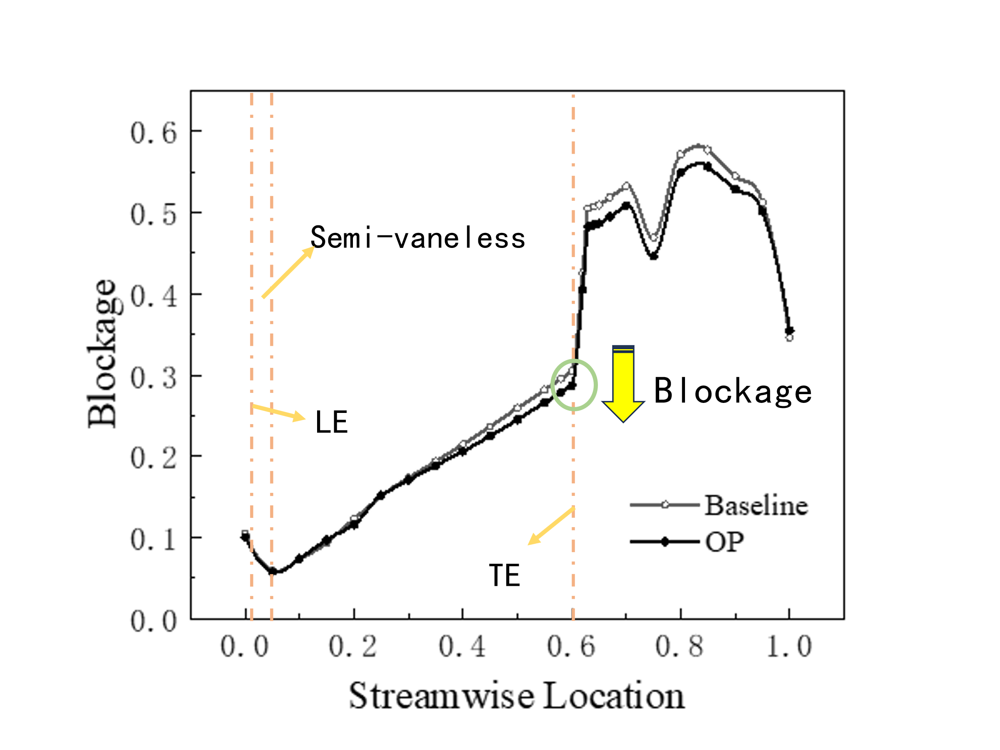 0.6
0.5
Semi-vaneless
0.4
Blockage
0.3
Blockage
LE
0.2
Baseline
0.1
OP
TE
0.0
0.0 0.2 0.4 0.6 0.8 1.0
Streamwise Location